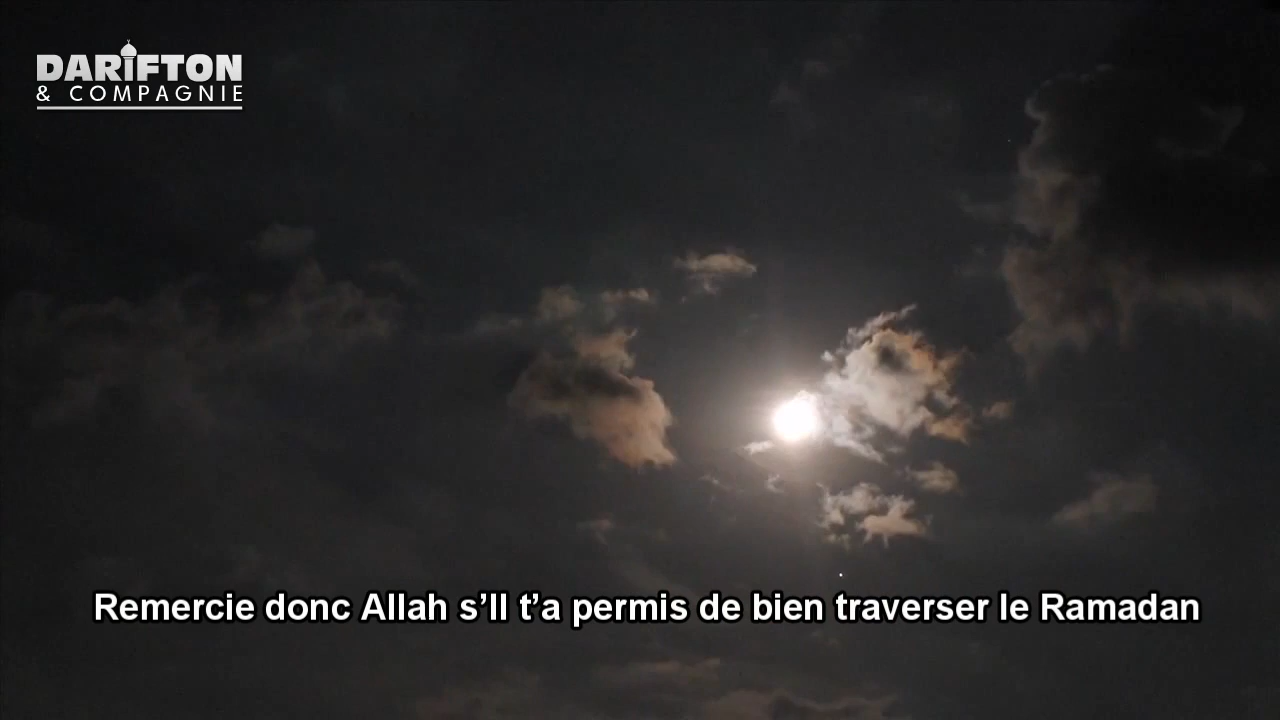 DARIFTON
& COMPAGNIE
Remercie donc Allah s’Il t’a permis de bien traverser le Ramadan